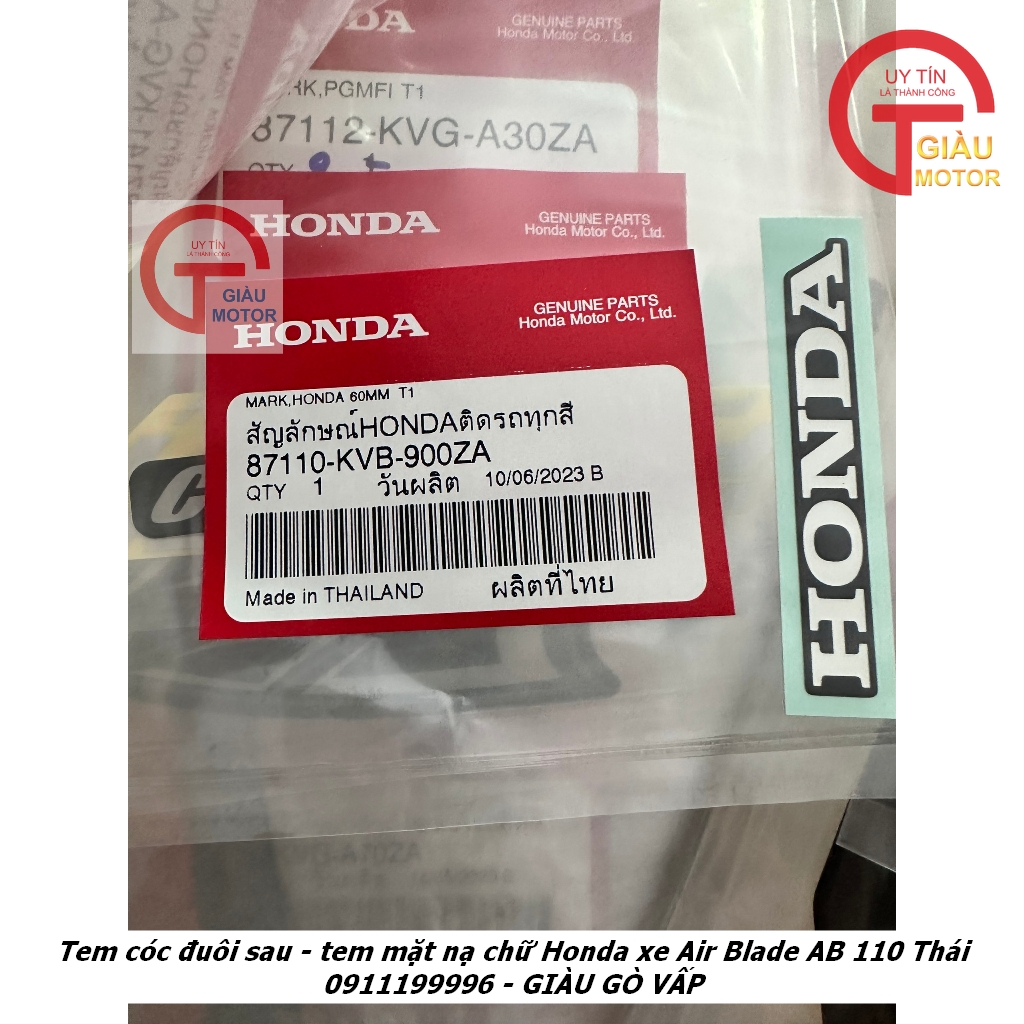 HONDA
GENUINE PARTS
Honda Motor Co., Ltd.
MARK,PGMFI T1
87112-KVG-A30ZA
QTY
UY TÍN
LÀ THÀNH CÔNG
GIÀU
MOTOR
HONDA
GENUINE PARTS
Honda Motor Co., Ltd.
UY TÍN
LÀ THÀNH CÔNG
GIÀU
MOTOR
HONDA
GENUINE PARTS
Honda Motor Co., Ltd.
MARK,HONDA 60MM T1
สัญลักษณ์HONDAติดรถทุกสี
87110-KVB-900ZA
QTY 1 วันผลิต 10/06/2023 B
Made in THAILAND ผลิตที่ไทย
HONDA
Tem cóc đuôi sau - tem mặt nạ chữ Honda xe Air Blade AB 110 Thái
0911199996 - GIÀU GÒ VẤP